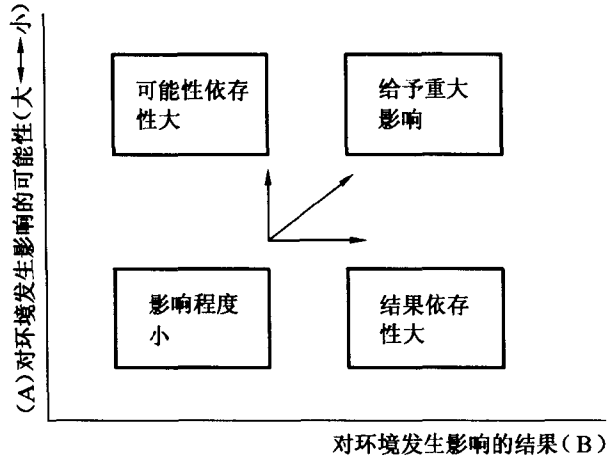 (A)对环境发生影响的可能性(大⟷小)
可能性依存
性大
给予重大
影响
影响程度
小
结果依存
性大
对环境发生影响的结果(B)